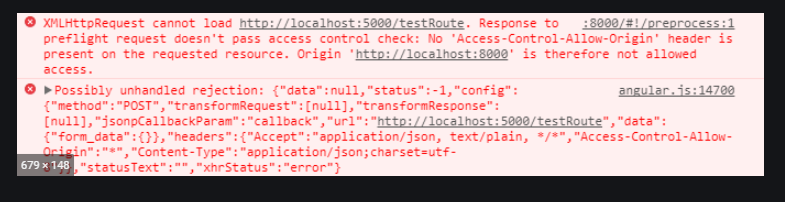 XMLHttpRequest cannot load http://localhost:5000/testRoute. Response to :8000/#!/preprocess:1
preflight request doesn't pass access control check: No 'Access-Control-Allow-Origin' header is
present on the requested resource. Origin 'http://localhost:8000' is therefore not allowed
access.
▶Possibly unhandled rejection: {"data":null,"status":-1,"config": angular.js:14700
{"method":"POST","transformRequest":[null],"transformResponse":
[null],"jsonpCallbackParam":"callback","url":"http://localhost:5000/testRoute","data":
{"form_data":{}},"headers":{"Accept":"application/json, text/plain, */*","Access-Control-Allow-
Origin":"*","Content-Type":"application/json;charset=utf-
"}},"statusText":"","xhrStatus":"error"}
679 × 148